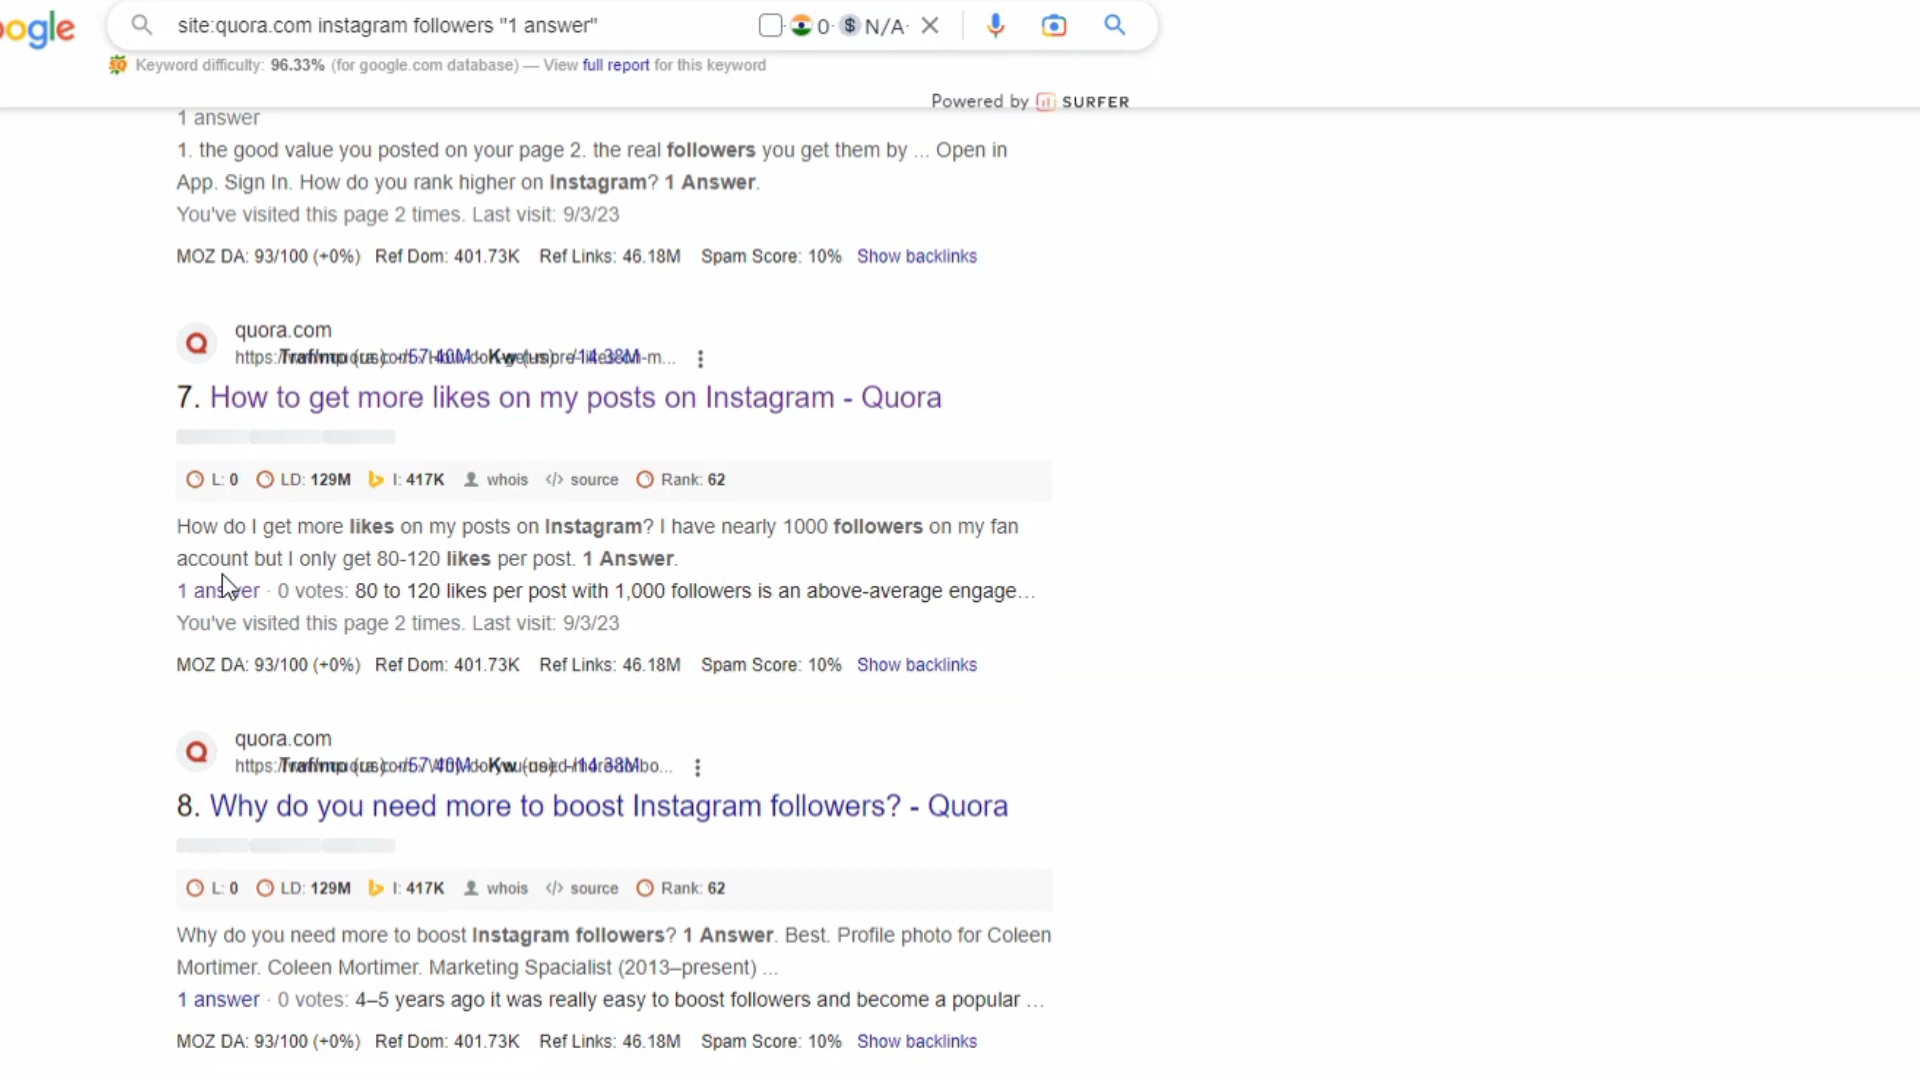 oogle
site:quora.com instagram followers "1 answer"
0· $ N/A·
Keyword difficulty: 96.33% (for google.com database) — View full report for this keyword
Powered by SURFER
1 answer
1. the good value you posted on your page 2. the real followers you get them by ... Open in
App. Sign In. How do you rank higher on Instagram? 1 Answer.
You've visited this page 2 times. Last visit: 9/3/23
MOZ DA: 93/100 (+0%) Ref Dom: 401.73K Ref Links: 46.18M Spam Score: 10% Show backlinks
quora.com
7. How to get more likes on my posts on Instagram - Quora
L: 0 LD: 129M I: 417K whois </> source Rank: 62
How do I get more likes on my posts on Instagram? I have nearly 1000 followers on my fan
account but I only get 80-120 likes per post. 1 Answer.
1 answer · 0 votes: 80 to 120 likes per post with 1,000 followers is an above-average engage...
You've visited this page 2 times. Last visit: 9/3/23
MOZ DA: 93/100 (+0%) Ref Dom: 401.73K Ref Links: 46.18M Spam Score: 10% Show backlinks
quora.com
8. Why do you need more to boost Instagram followers? - Quora
L: 0 LD: 129M I: 417K whois </> source Rank: 62
Why do you need more to boost Instagram followers? 1 Answer. Best. Profile photo for Coleen
Mortimer. Coleen Mortimer. Marketing Spacialist (2013–present) ...
1 answer · 0 votes: 4–5 years ago it was really easy to boost followers and become a popular ...
MOZ DA: 93/100 (+0%) Ref Dom: 401.73K Ref Links: 46.18M Spam Score: 10% Show backlinks